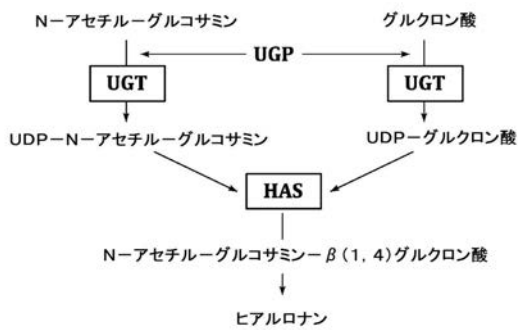 N－アセチル－グルコサミン
グルクロン酸
UGP
UGT
UGT
UDP－N－アセチル－グルコサミン
UDP－グルクロン酸
HAS
N－アセチル－グルコサミン－β(1, 4)グルクロン酸
ヒアルロナン